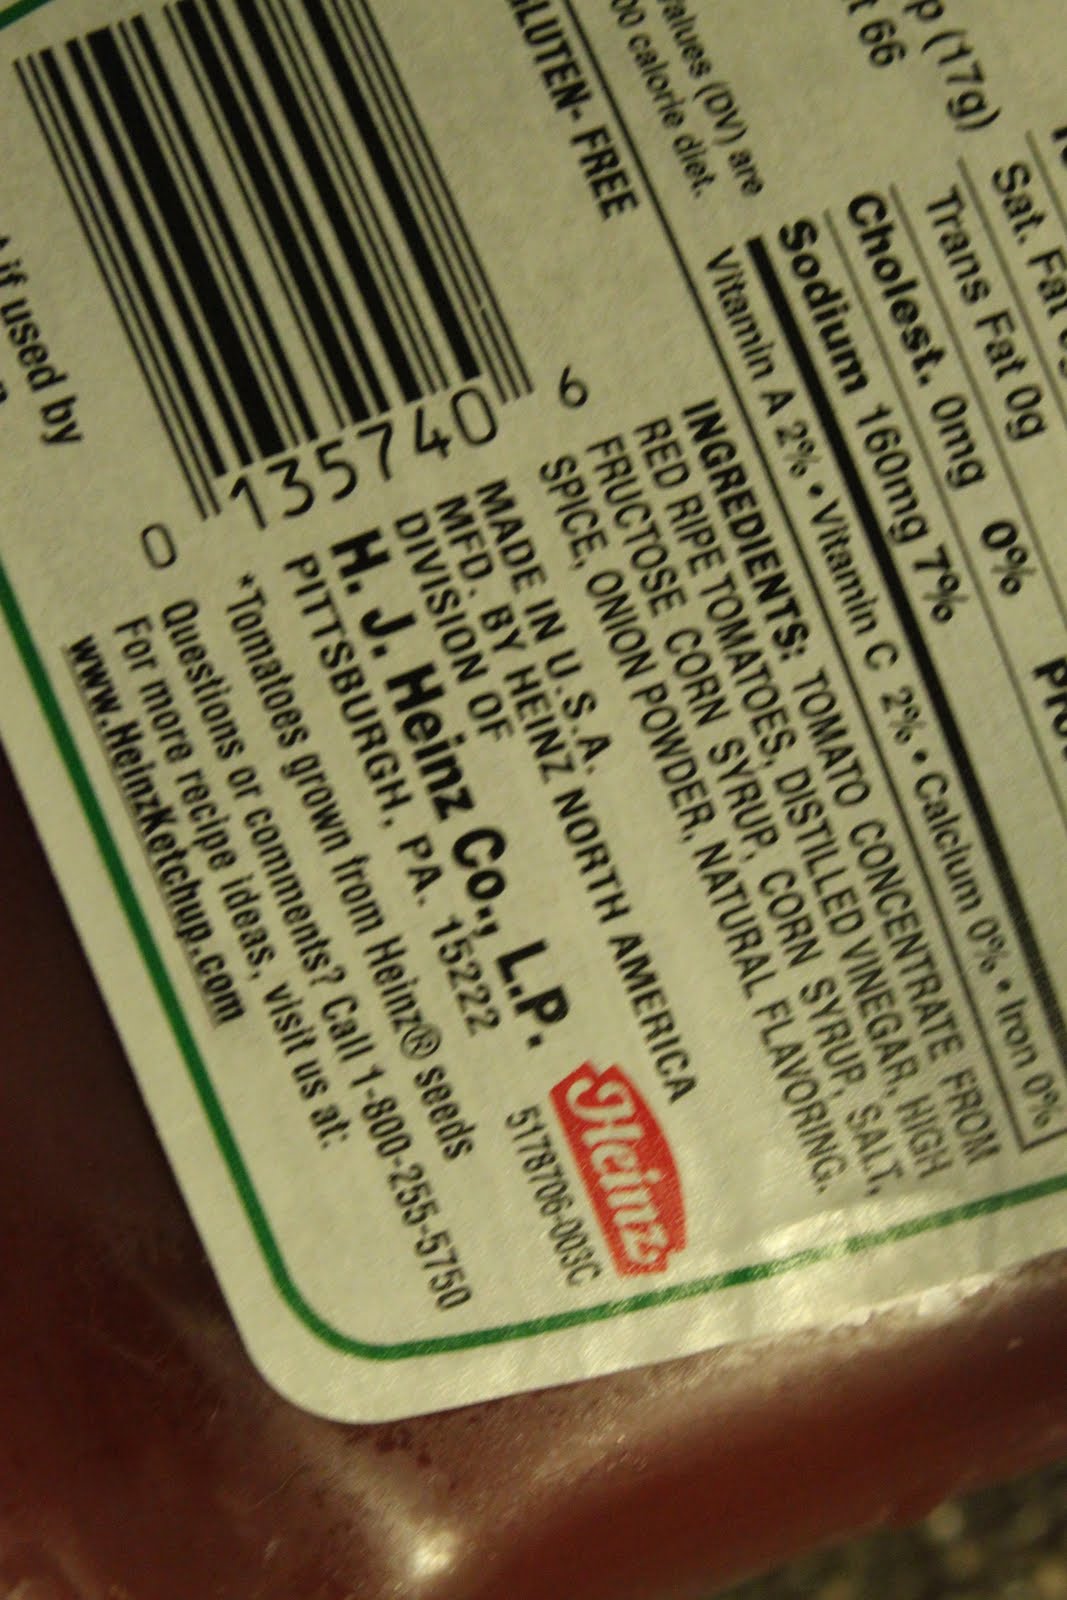 p (17g)
t 66
Sat. Fat
Trans Fat 0g
Cholest. 0mg 0%
Sodium 160mg 7%
Vitamin A 2% • Vitamin C 2% • Calcium 0% • Iron 0%
values (DV) are
00 calorie diet.
GLUTEN- FREE
INGREDIENTS: TOMATO CONCENTRATE FROM
RED RIPE TOMATOES, DISTILLED VINEGAR, HIGH
FRUCTOSE CORN SYRUP, CORN SYRUP, SALT,
SPICE, ONION POWDER, NATURAL FLAVORING.
0 135740 6
MADE IN U.S.A.
MFD. BY HEINZ NORTH AMERICA
DIVISION OF
H. J. Heinz Co., L.P.
PITTSBURGH, PA. 15222
Heinz
5178706-003C
*Tomatoes grown from Heinz® seeds
Questions or comments? Call 1-800-255-5750
For more recipe ideas, visit us at:
www.HeinzKetchup.com
if used by